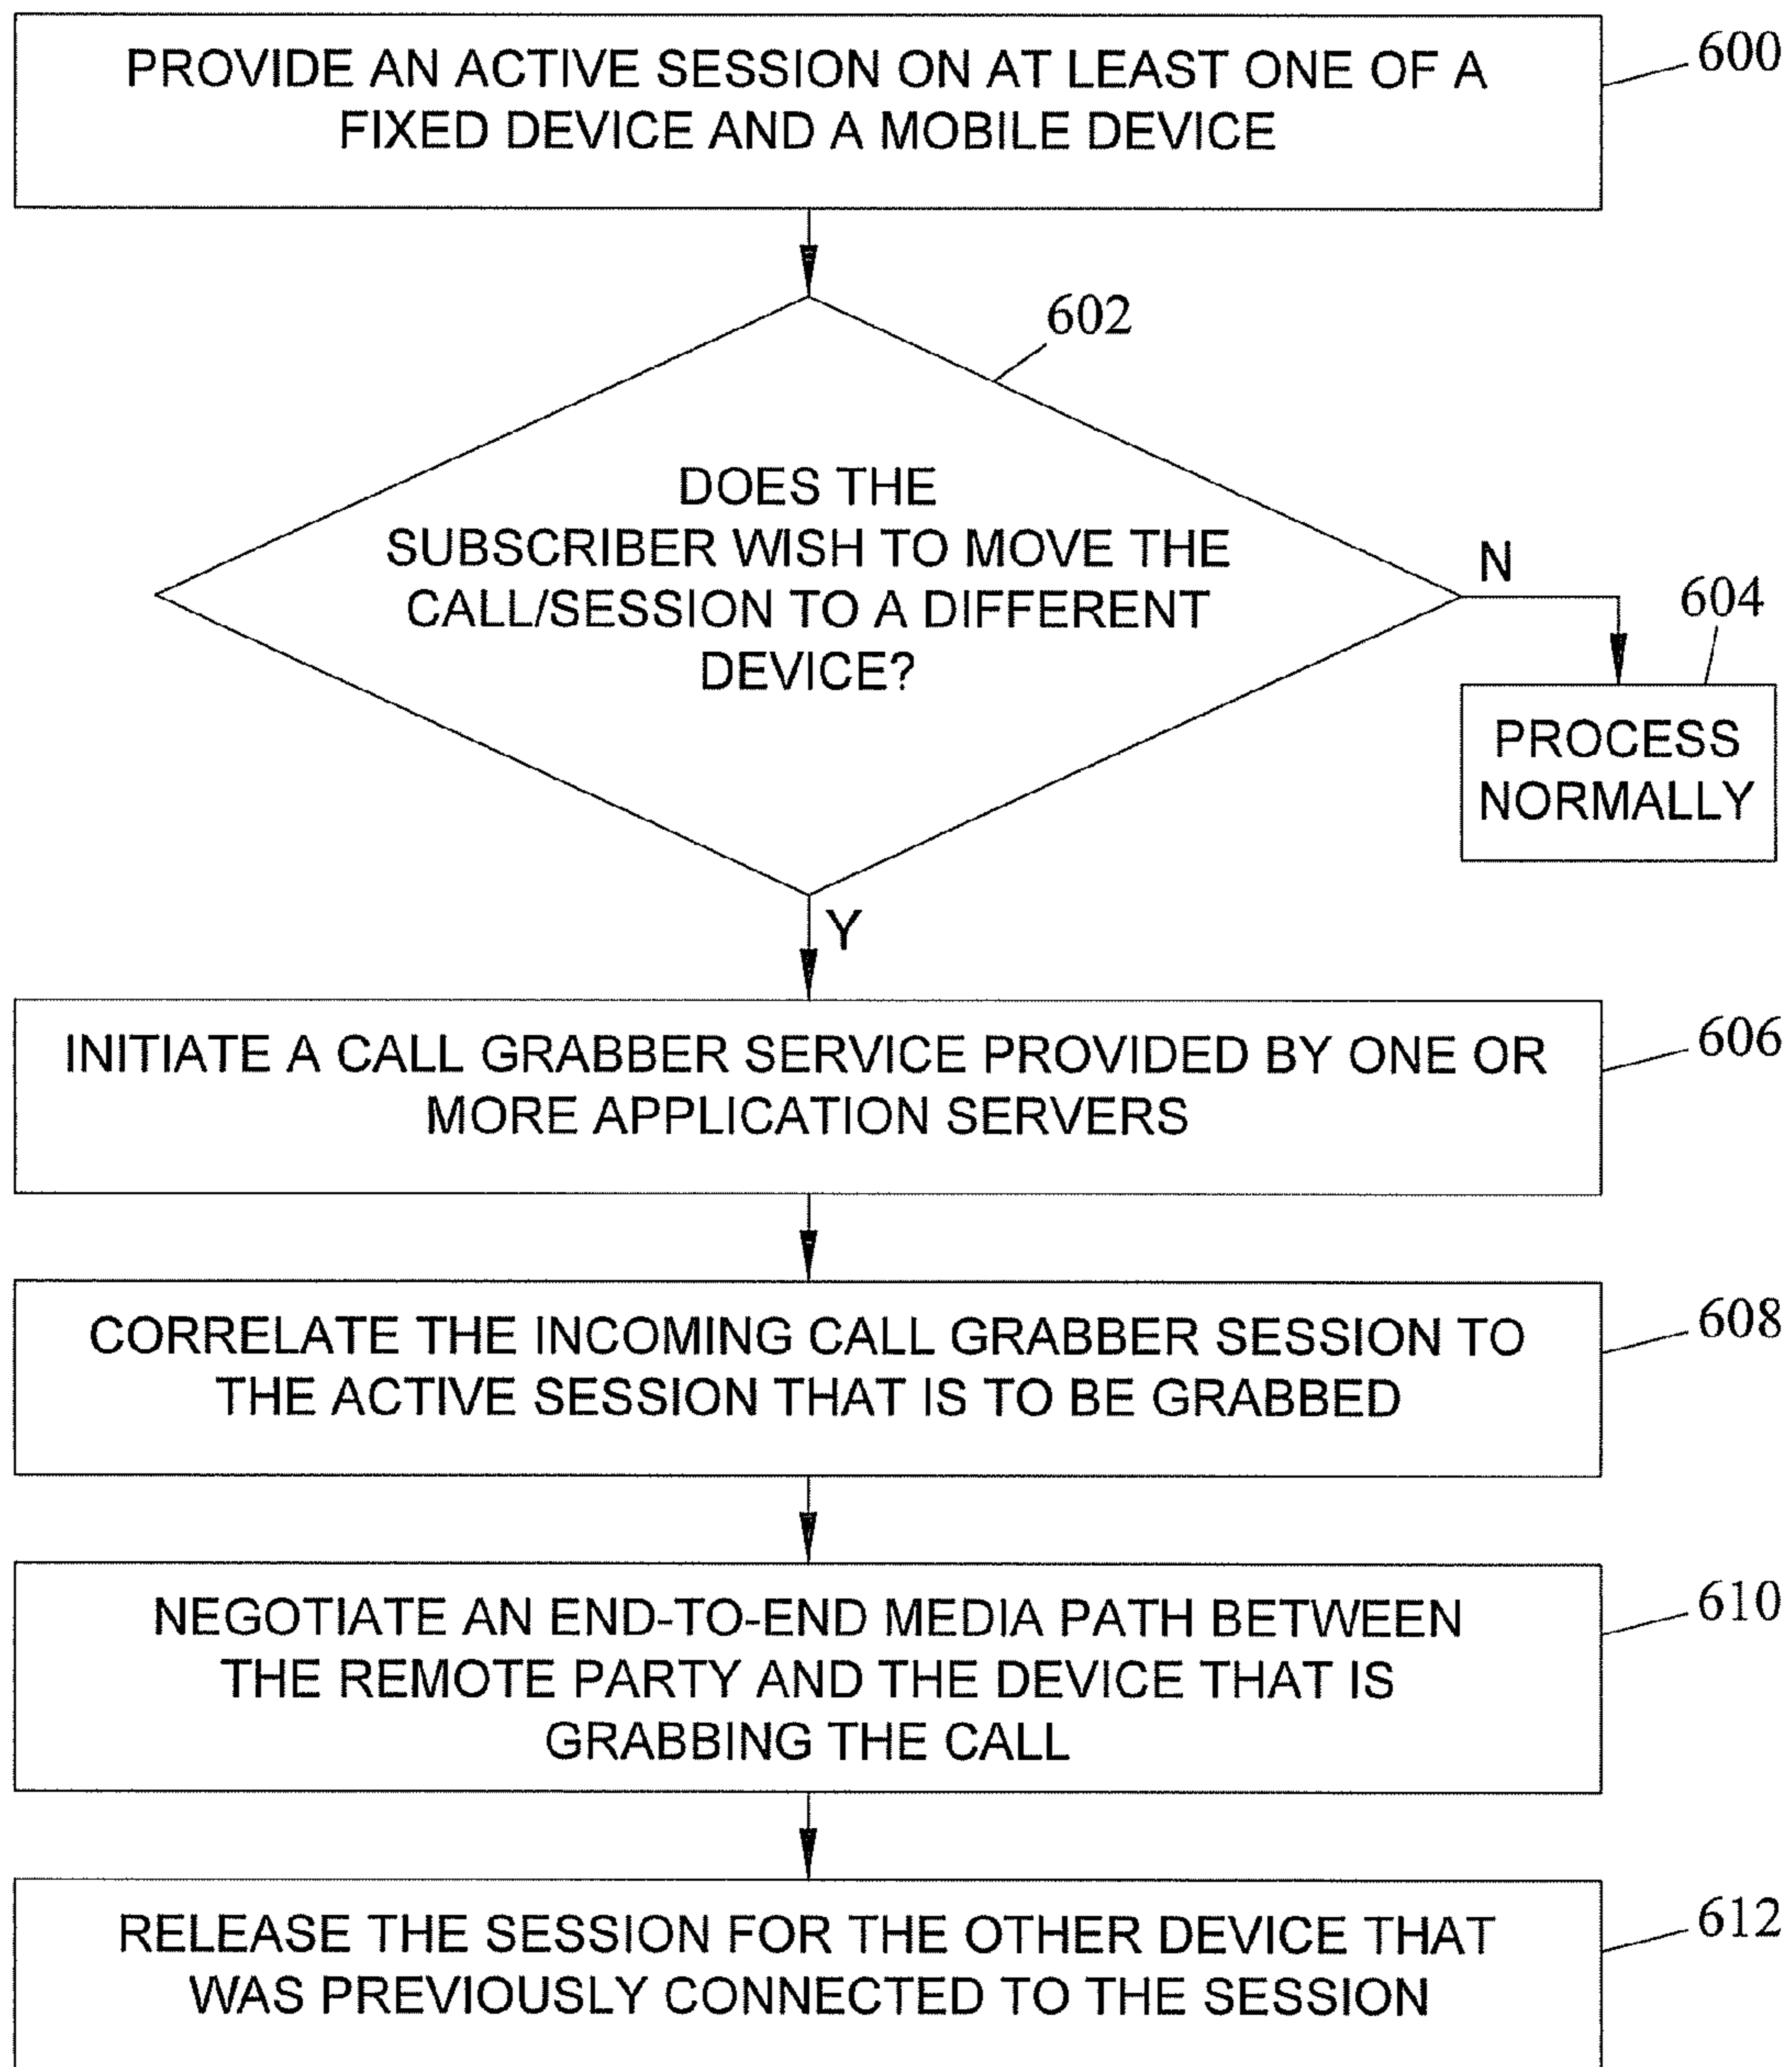 PROVIDE AN ACTIVE SESSION ON AT LEAST ONE OF A
FIXED DEVICE AND A MOBILE DEVICE
600
602
DOES THE
SUBSCRIBER WISH TO MOVE THE
CALL/SESSION TO A DIFFERENT
DEVICE?
N
604
PROCESS
NORMALLY
Y
INITIATE A CALL GRABBER SERVICE PROVIDED BY ONE OR
MORE APPLICATION SERVERS
606
CORRELATE THE INCOMING CALL GRABBER SESSION TO
THE ACTIVE SESSION THAT IS TO BE GRABBED
608
NEGOTIATE AN END-TO-END MEDIA PATH BETWEEN
THE REMOTE PARTY AND THE DEVICE THAT IS
GRABBING THE CALL
610
RELEASE THE SESSION FOR THE OTHER DEVICE THAT
WAS PREVIOUSLY CONNECTED TO THE SESSION
612